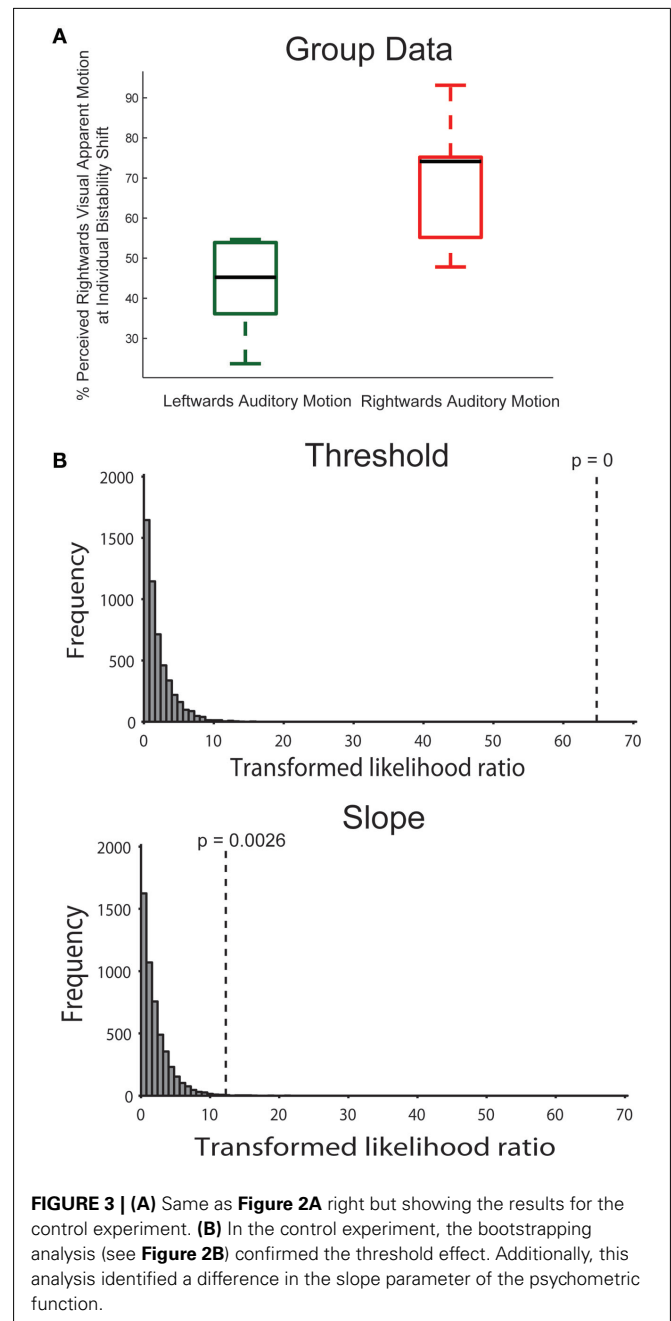 A
Group Data
% Perceived Rightwards Visual Apparent Motion
at Individual Bistability Shift
90
80
70
60
50
40
30
Leftwards Auditory Motion Rightwards Auditory Motion
B
Threshold
p = 0
Frequency
2000
1500
1000
500
0
0 10 20 30 40 50 60 70
Transformed likelihood ratio
Slope
p = 0.0026
Frequency
2000
1500
1000
500
0
0 10 20 30 40 50 60 70
Transformed likelihood ratio
FIGURE 3 | (A) Same as Figure 2A right but showing the results for the
control experiment. (B) In the control experiment, the bootstrapping
analysis (see Figure 2B) confirmed the threshold effect. Additionally, this
analysis identified a difference in the slope parameter of the psychometric
function.